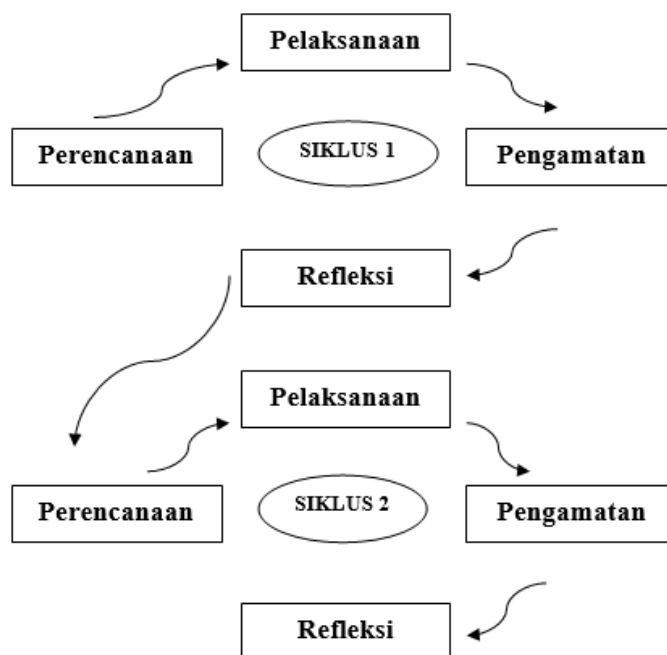 Pelaksanaan
Perencanaan
SIKLUS 1
Pengamatan
Refleksi
Pelaksanaan
Perencanaan
SIKLUS 2
Pengamatan
Refleksi